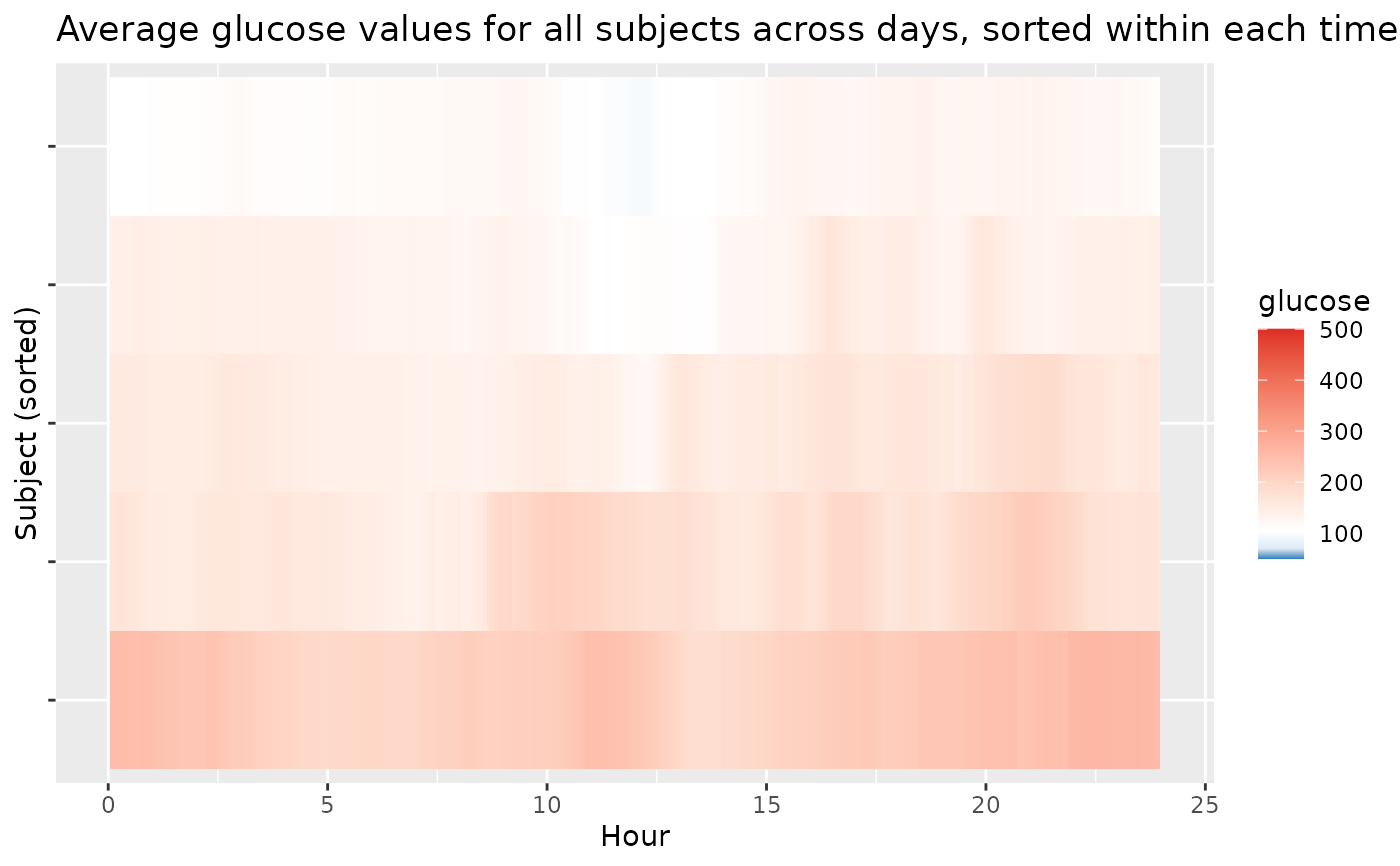 Average glucose values for all subjects across days, sorted within each time
Subject (sorted)
glucose
500
400
300
200
100
0 5 10 15 20 25
Hour